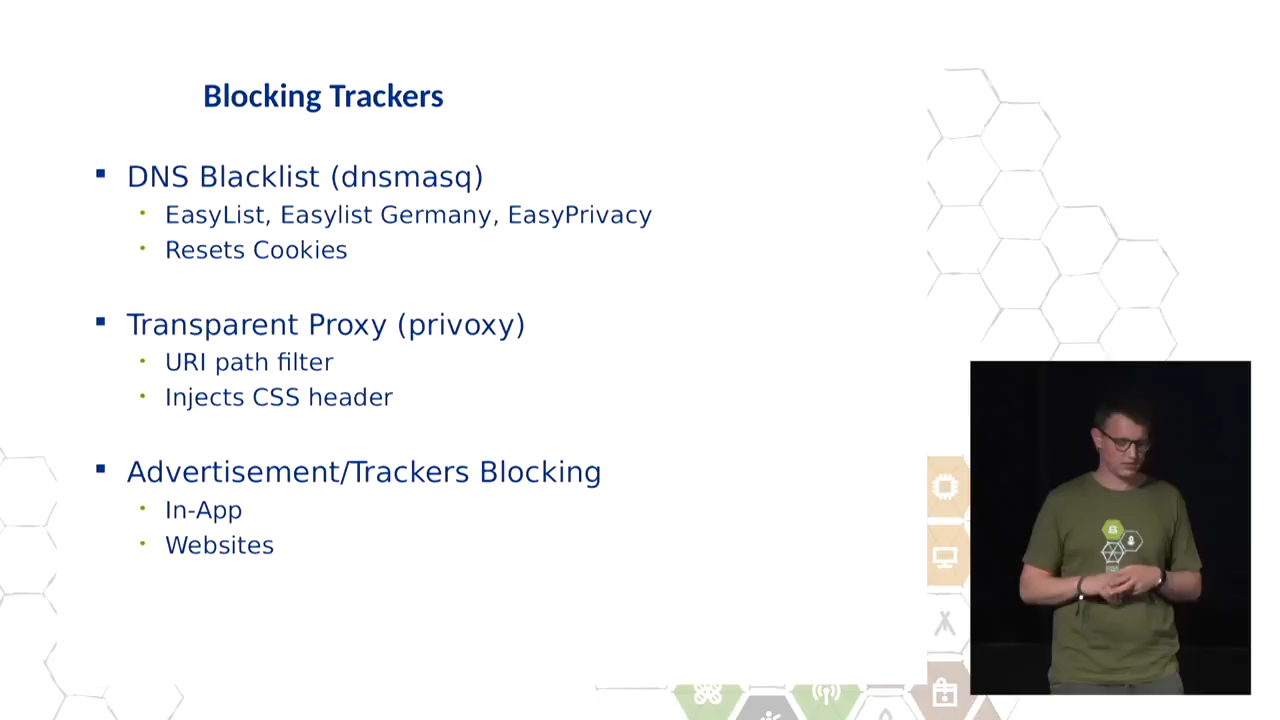 Blocking Trackers
DNS Blacklist (dnsmasq)
EasyList, Easylist Germany, EasyPrivacy
Resets Cookies
Transparent Proxy (privoxy)
URI path filter
Injects CSS header
Advertisement/Trackers Blocking
In-App
Websites